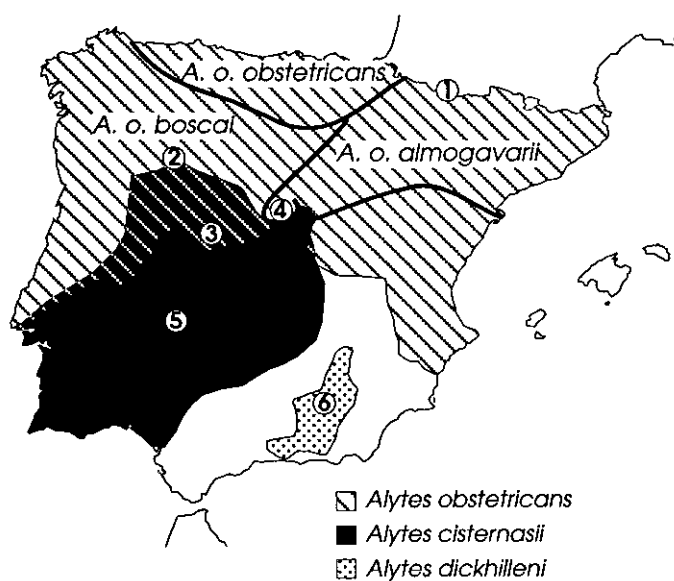 A. o. obstetricans
①
A. o. boscai
A. o. almogavarii
②
④
③
⑤
⑥
Alytes obstetricans
Alytes cisternasii
Alytes dickhilleni